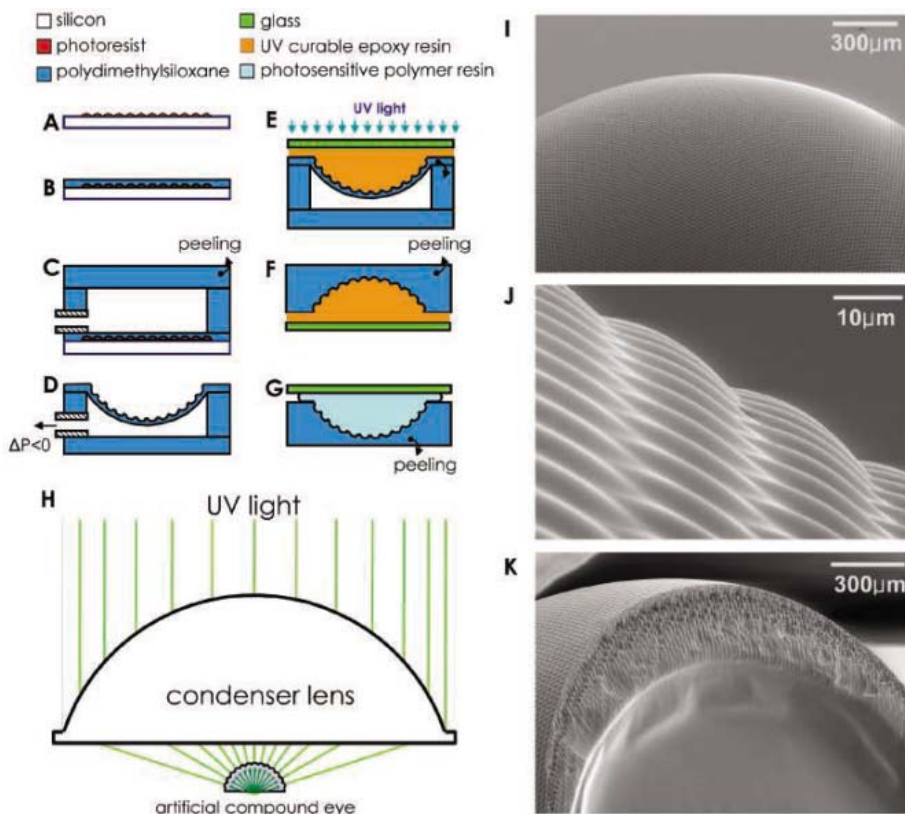 silicon
photoresist
polydimethylsiloxane
glass
UV curable epoxy resin
photosensitive polymer resin
A
B
C
peeling
D
ΔP<0
E
UV light
F
peeling
G
peeling
H
UV light
condenser lens
artificial compound eye
I
300μm
J
10μm
K
300μm